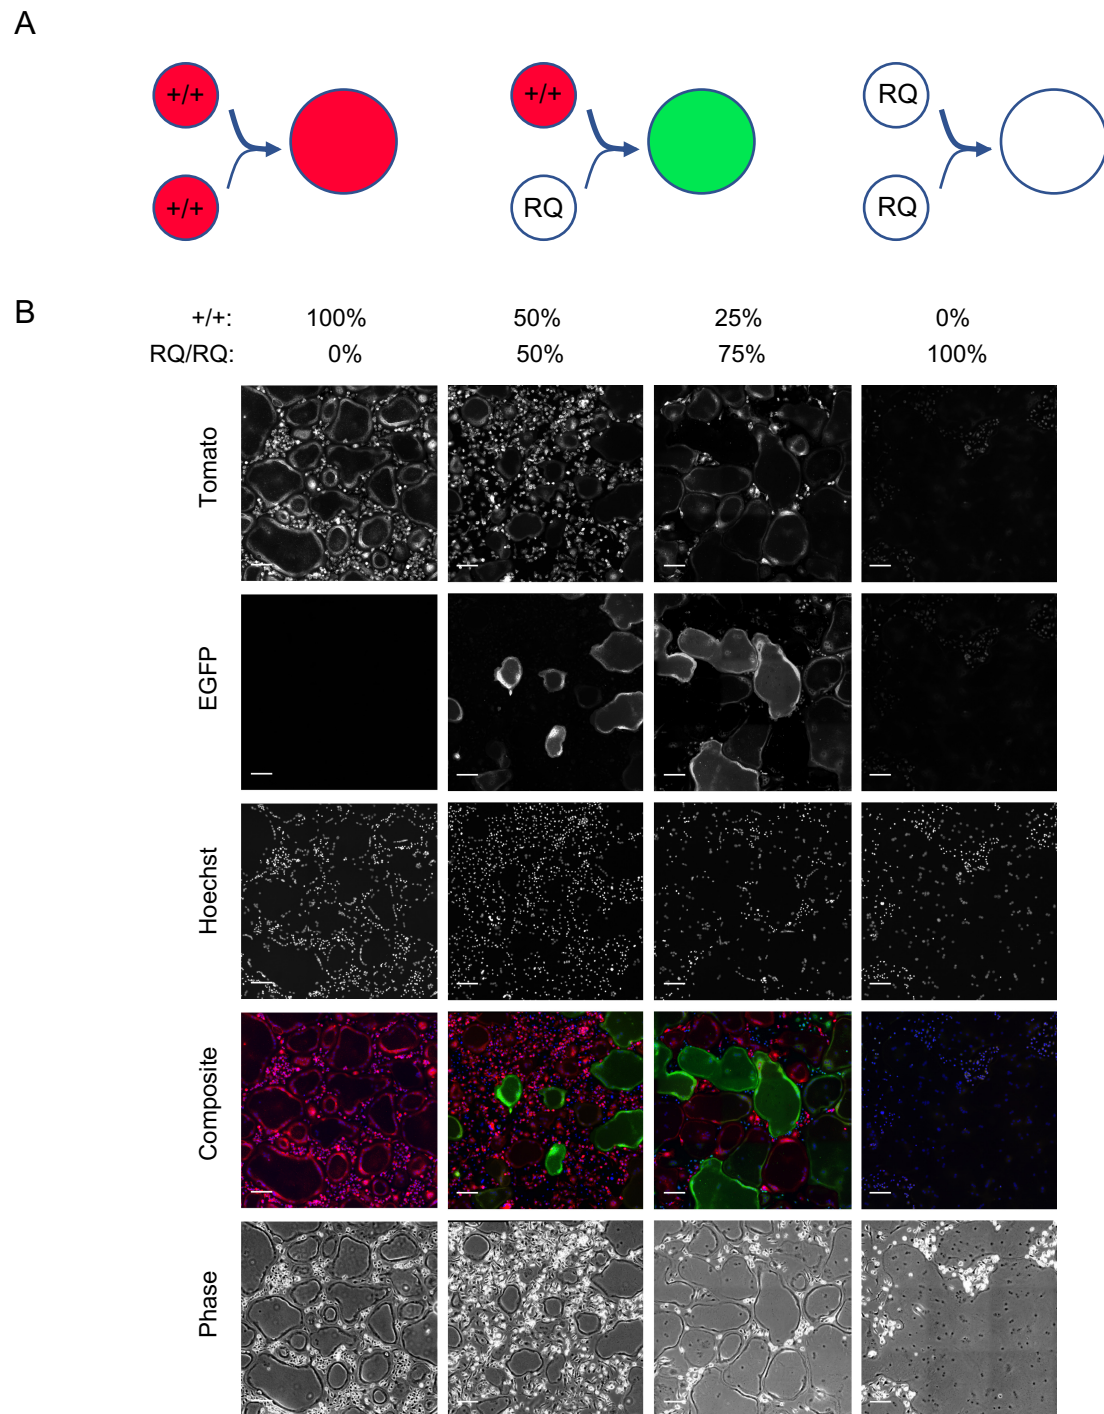 A
+/+ +/+ RQ
+/+ RQ RQ
B
+/+: 100% 50% 25% 0%
RQ/RQ: 0% 50% 75% 100%
Tomato
EGFP
Hoechst
Composite
Phase